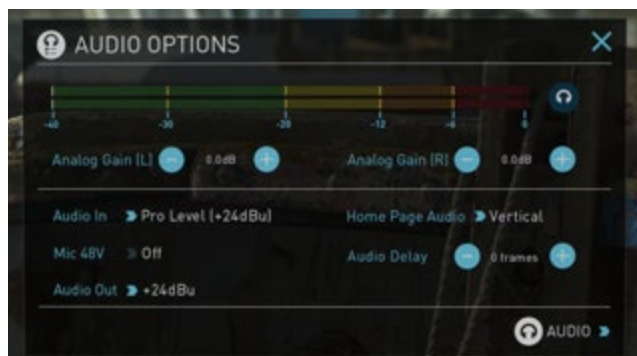 AUDIO OPTIONS
-40 -30 -20 -12 -6 0
Analog Gain (L) 0.0dB Analog Gain (R) 0.0dB
Audio In Pro Level (+24dBu) Home Page Audio Vertical
Mic 48V Off Audio Delay 0 frames
Audio Out +24dBu
AUDIO